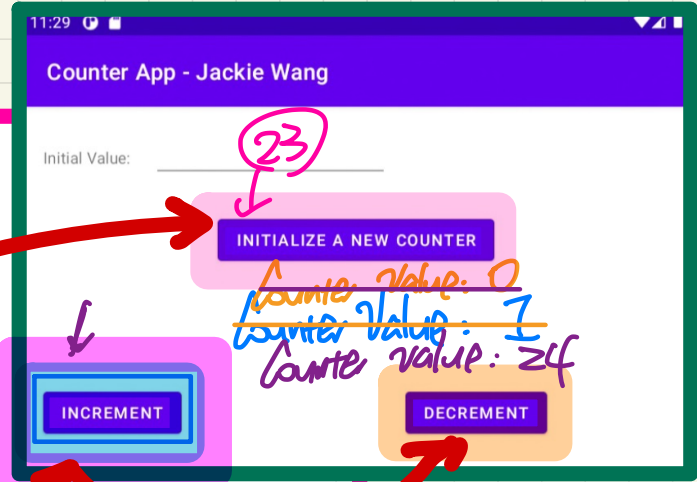 11:29
Counter App - Jackie Wang
23
Initial Value:
INITIALIZE A NEW COUNTER
Counter Value: 0
Counter Value: 1
Counter value: 24
INCREMENT
DECREMENT